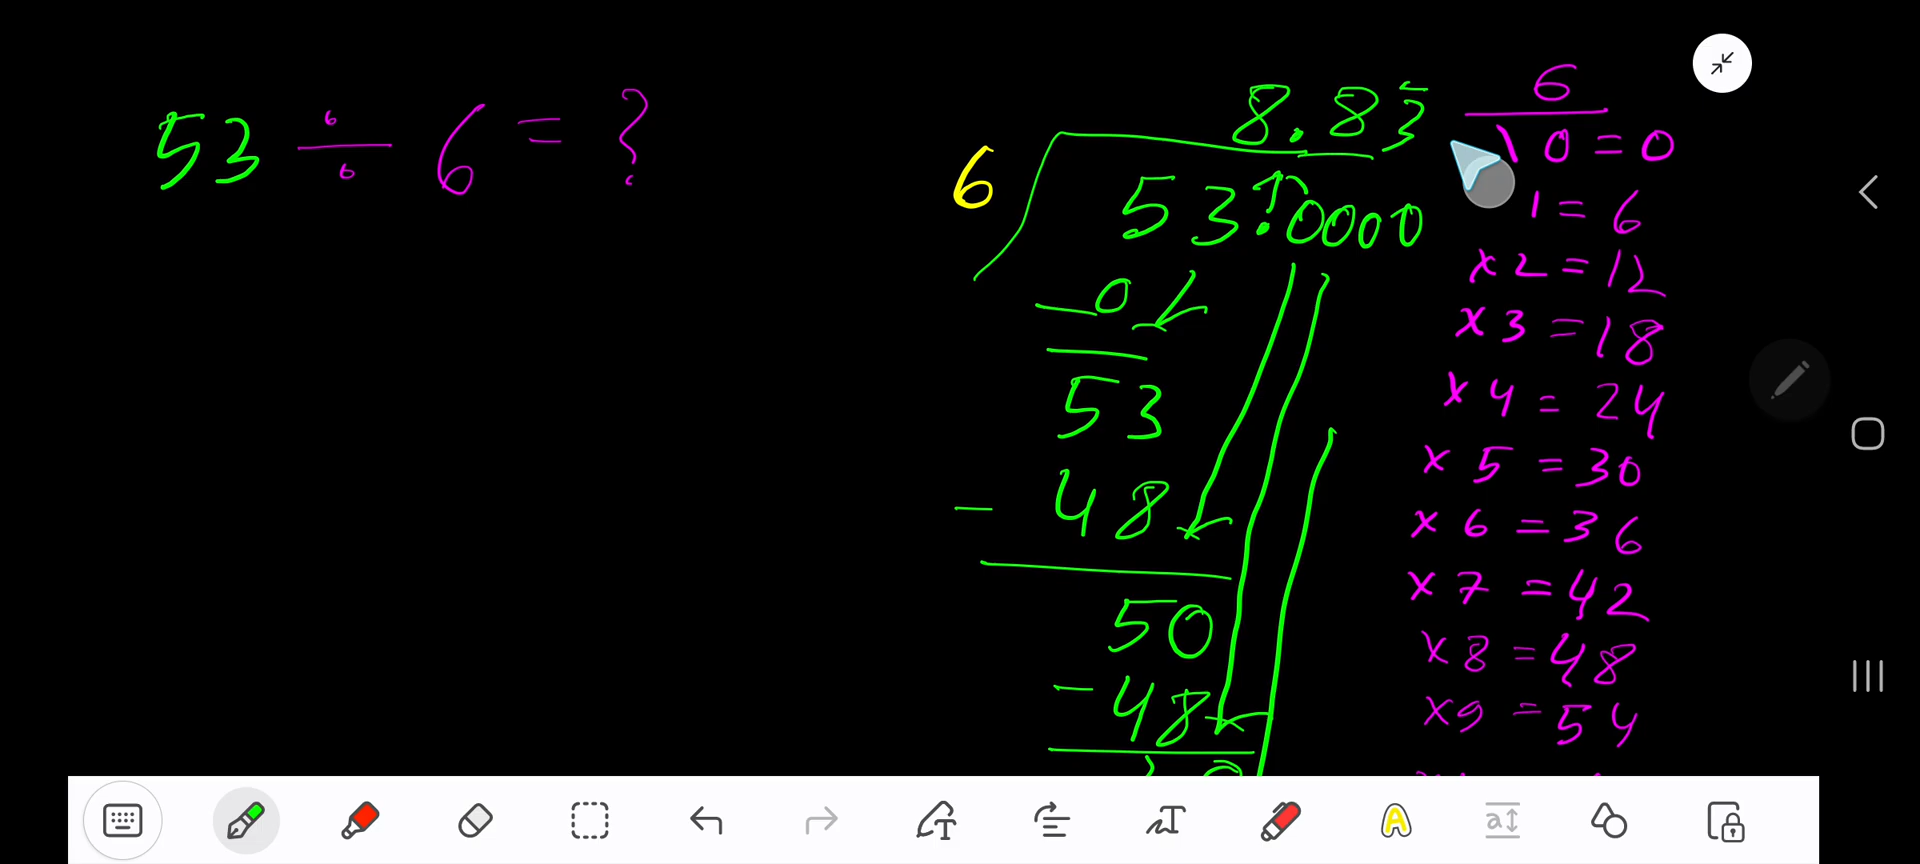 53 ÷ 6 = ?
8.83̅
6
53.0000
0
53
- 48
50
- 48
6
\ 0 = 0
1 = 6
x 2 = 12
x 3 = 18
x 4 = 24
x 5 = 30
x 6 = 36
x 7 = 42
x 8 = 48
x 9 = 54